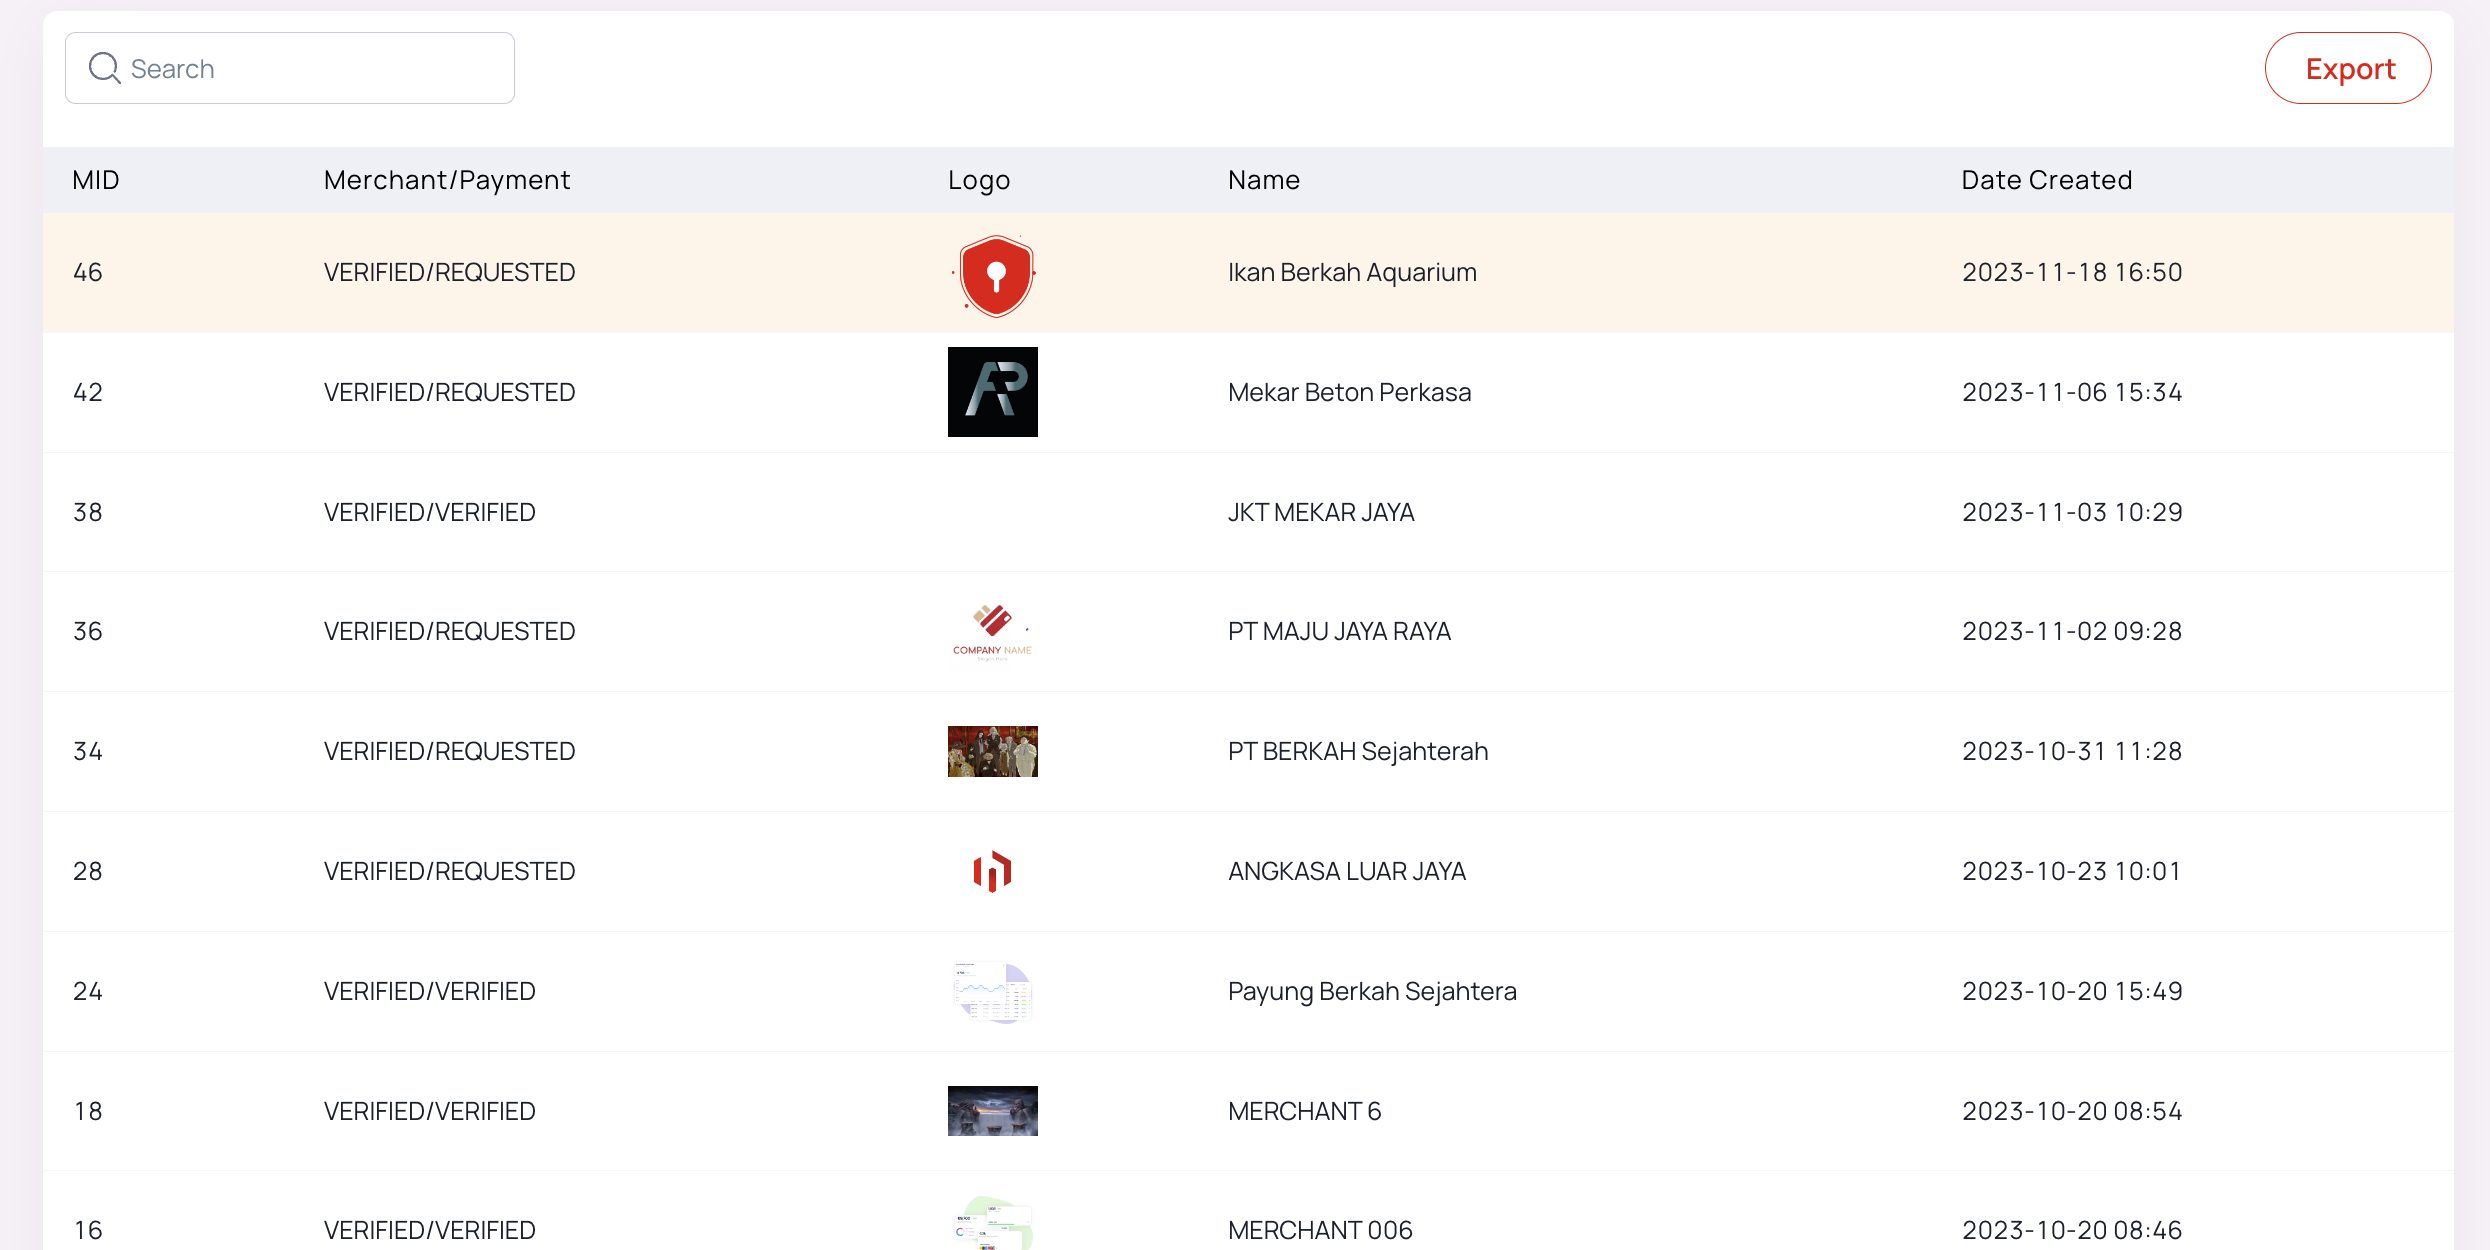 Search
Export
MID Merchant/Payment Logo Name Date Created
46 VERIFIED/REQUESTED Ikan Berkah Aquarium 2023-11-18 16:50
42 VERIFIED/REQUESTED AP Mekar Beton Perkasa 2023-11-06 15:34
38 VERIFIED/VERIFIED JKT MEKAR JAYA 2023-11-03 10:29
36 VERIFIED/REQUESTED COMPANY NAME PT MAJU JAYA RAYA 2023-11-02 09:28
34 VERIFIED/REQUESTED PT BERKAH Sejahterah 2023-10-31 11:28
28 VERIFIED/REQUESTED ANGKASA LUAR JAYA 2023-10-23 10:01
24 VERIFIED/VERIFIED Payung Berkah Sejahtera 2023-10-20 15:49
18 VERIFIED/VERIFIED MERCHANT 6 2023-10-20 08:54
16 VERIFIED/VERIFIED MERCHANT 006 2023-10-20 08:46